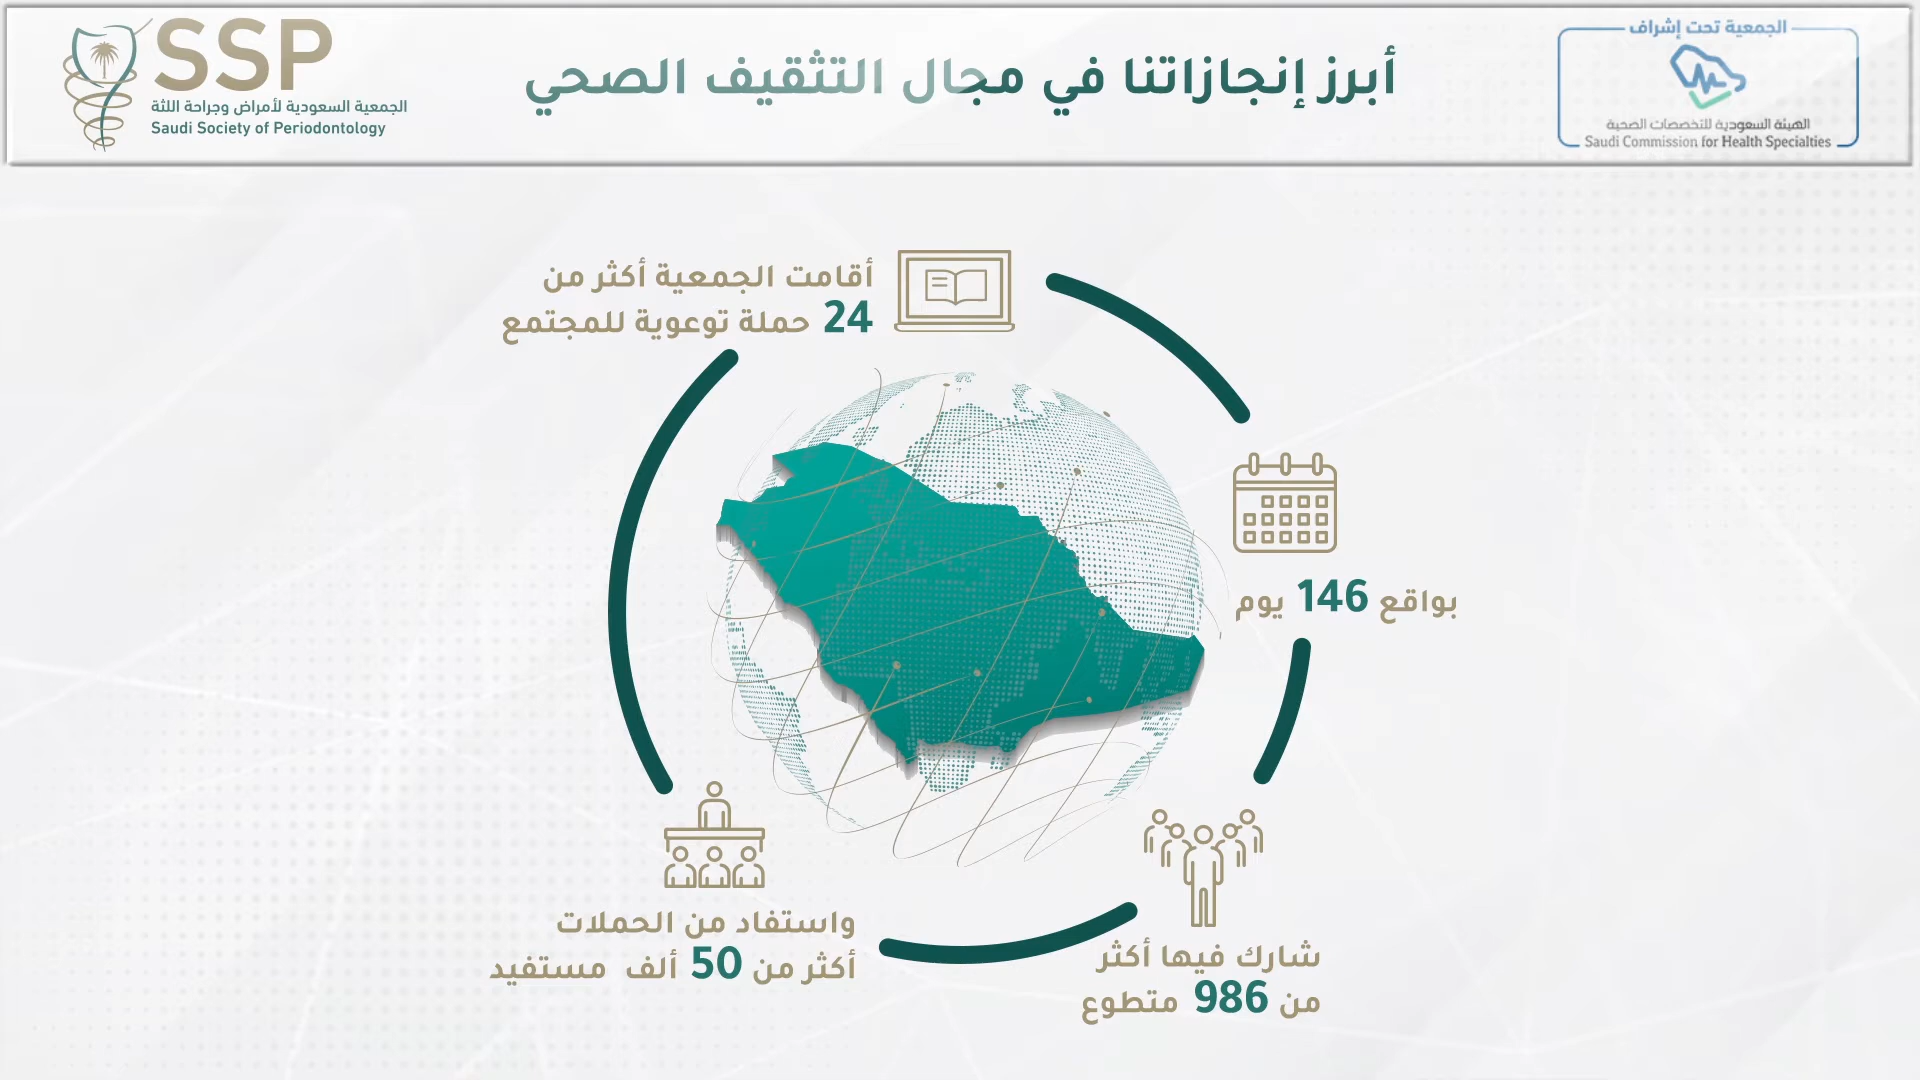 SSP
الجمعية السعودية لأمراض وجراحة اللثة
Saudi Society of Periodontology
أبرز إنجازاتنا في مجال التثقيف الصحي
الجمعية تحت إشراف
الهيئة السعودية للتخصصات الصحية
Saudi Commission for Health Specialties
أقامت الجمعية أكثر من
24 حملة توعوية للمجتمع
بواقع 146 يوم
شارك فيها أكثر
من 986 متطوع
واستفاد من الحملات
أكثر من 50 ألف مستفيد